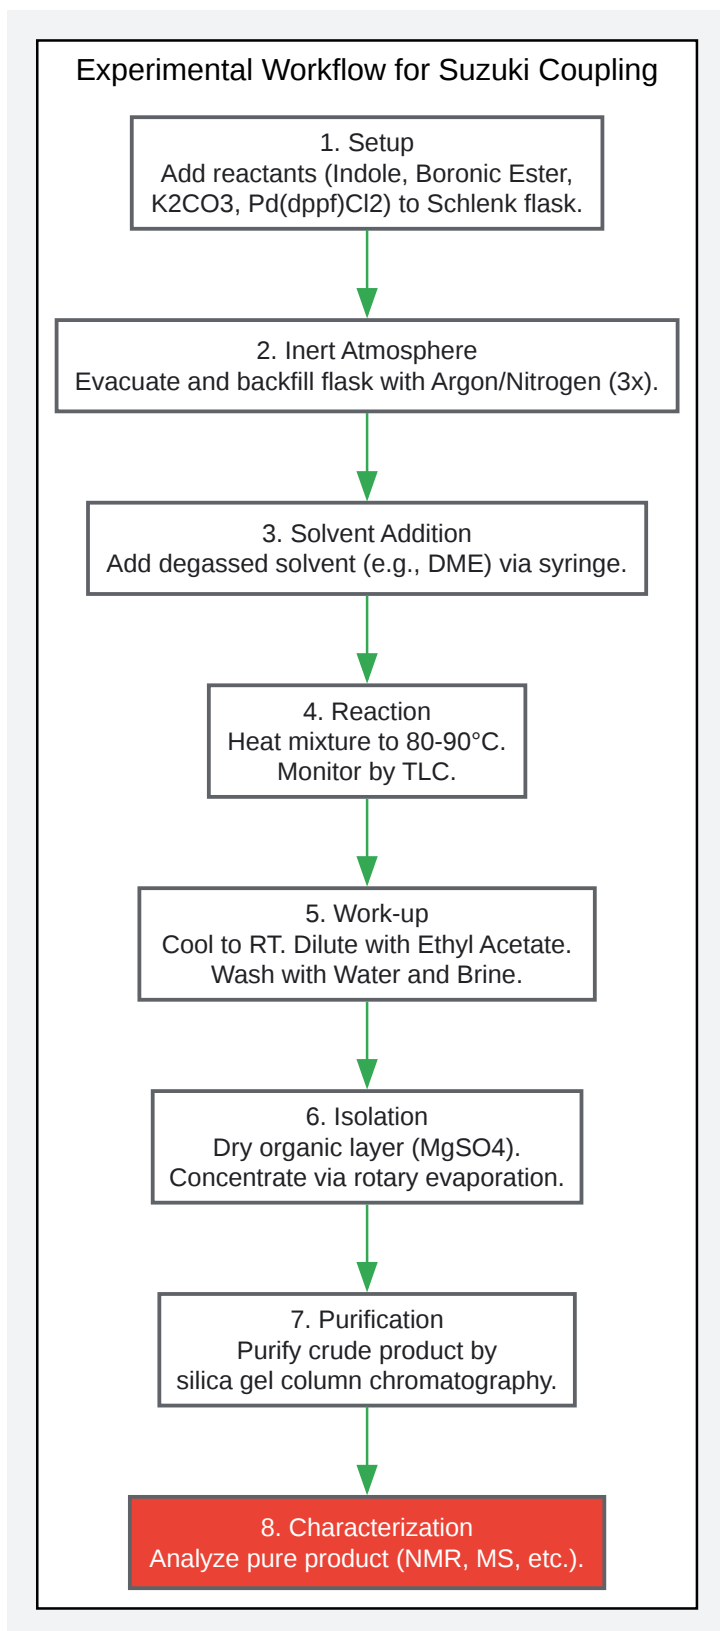 Experimental Workflow for Suzuki Coupling
1. Setup
Add reactants (Indole, Boronic Ester,
K2CO3, Pd(dppf)Cl2) to Schlenk flask.
2. Inert Atmosphere
Evacuate and backfill flask with Argon/Nitrogen (3x).
3. Solvent Addition
Add degassed solvent (e.g., DME) via syringe.
4. Reaction
Heat mixture to 80-90°C.
Monitor by TLC.
5. Work-up
Cool to RT. Dilute with Ethyl Acetate.
Wash with Water and Brine.
6. Isolation
Dry organic layer (MgSO4).
Concentrate via rotary evaporation.
7. Purification
Purify crude product by
silica gel column chromatography.
8. Characterization
Analyze pure product (NMR, MS, etc.).